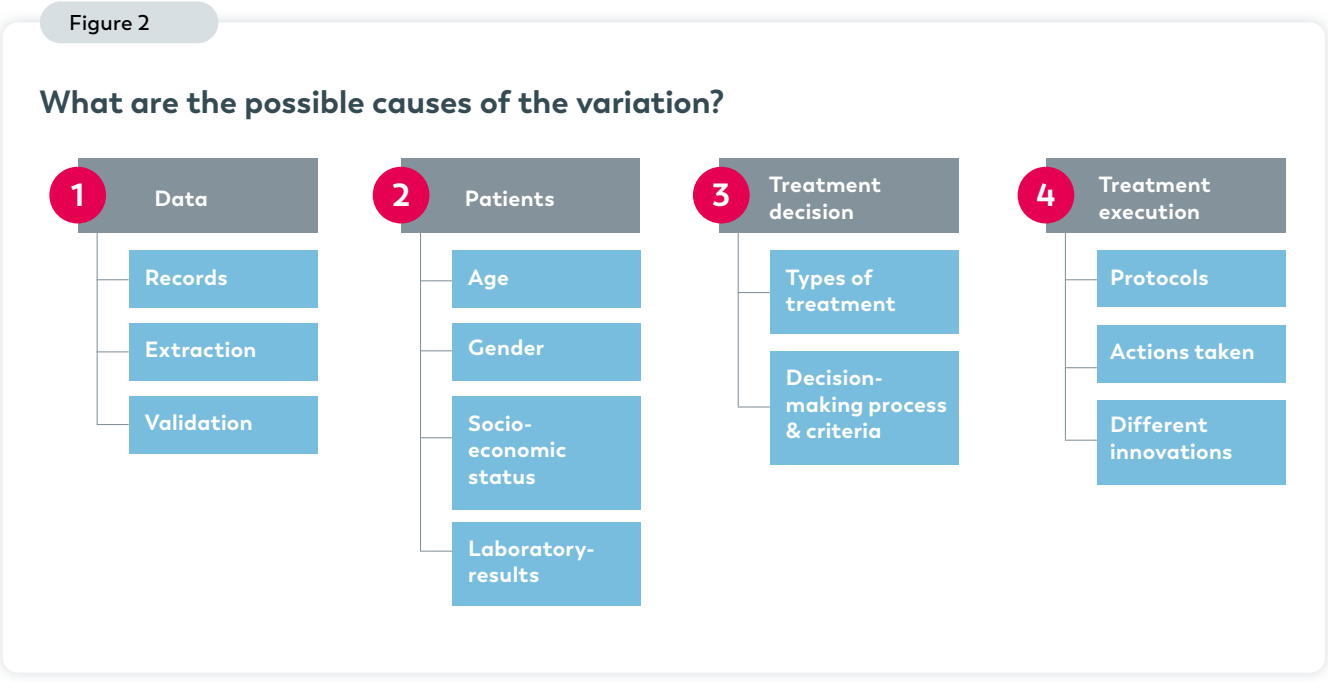 Figure 2
What are the possible causes of the variation?
1
Data
Records
Extraction
Validation
2
Patients
Age
Gender
Socio-
economic
status
Laboratory-
results
3
Treatment
decision
Types of
treatment
Decision-
making process
& criteria
4
Treatment
execution
Protocols
Actions taken
Different
innovations